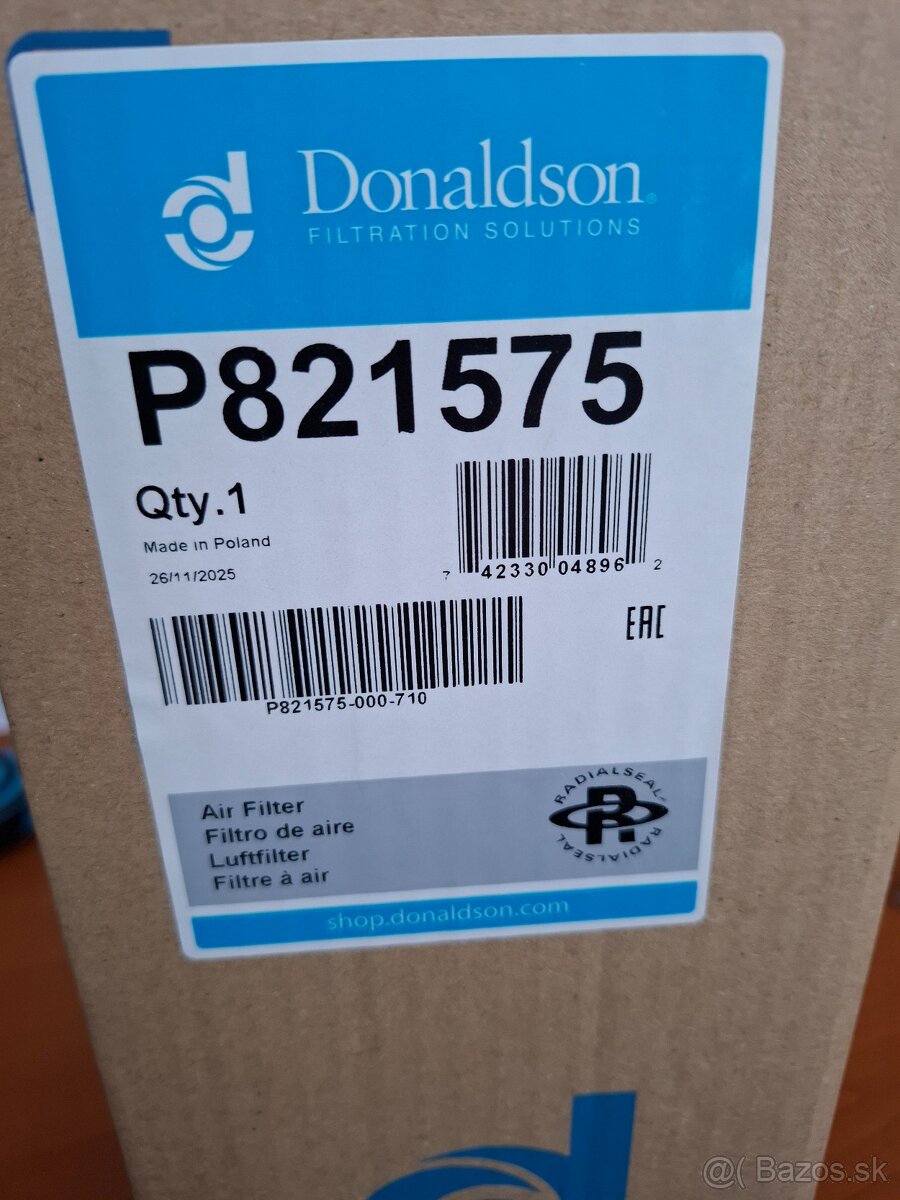 Donaldson®
FILTRATION SOLUTIONS
P821575
Qty.1
Made in Poland
26/11/2025
7 42330 04896 2
EAC
P821575-000-710
Air Filter
Filtro de aire
Luftfilter
Filtre à air
RADIALSEAL
RADIALSEAL
shop.donaldson.com
@( Bazos.sk